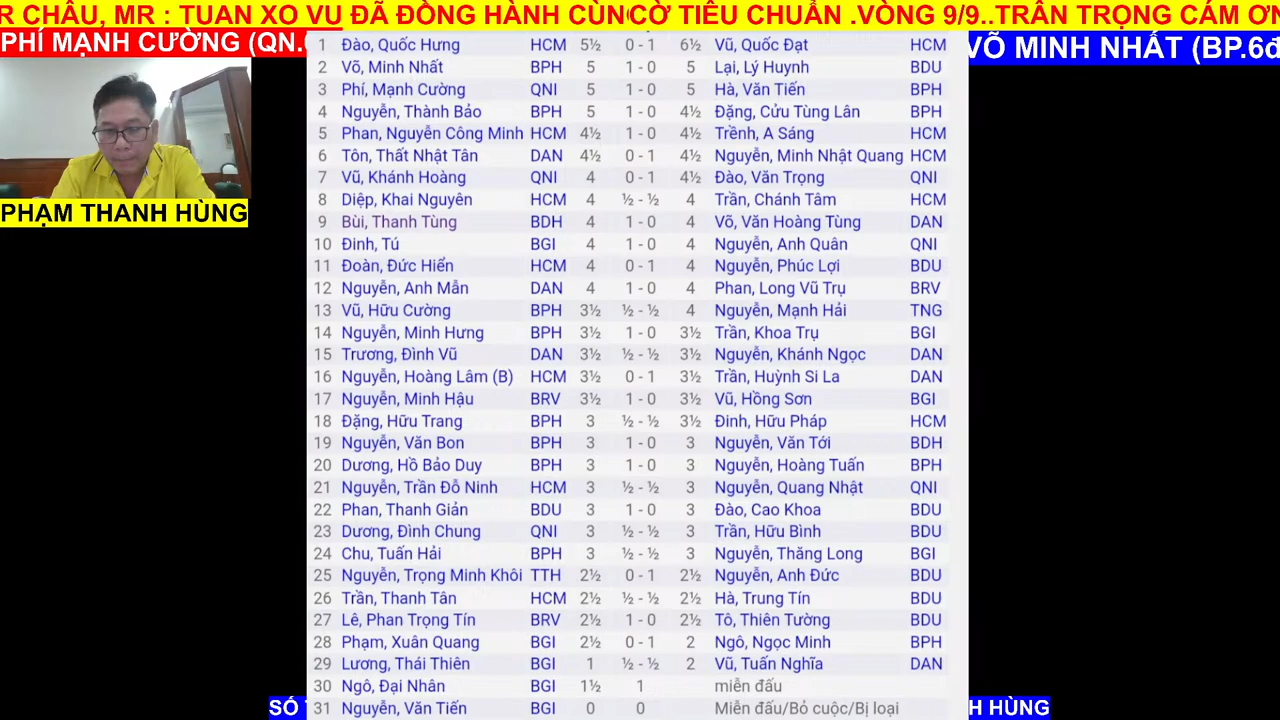 R CHÂU, MR : TUAN XO VU ĐÃ ĐỒNG HÀNH CÙN
CỜ TIÊU CHUẨN .VÒNG 9/9..TRÂN TRỌNG CÁM ƠN
PHÍ MẠNH CƯỜNG (QN.
VÕ MINH NHẤT (BP.6đ
PHẠM THANH HÙNG
1 Đào, Quốc Hưng HCM 5½ 0 - 1 6½ Vũ, Quốc Đạt HCM
2 Võ, Minh Nhất BPH 5 1 - 0 5 Lại, Lý Huynh BDU
3 Phí, Mạnh Cường QNI 5 1 - 0 5 Hà, Văn Tiến BPH
4 Nguyễn, Thành Bảo BPH 5 1 - 0 4½ Đặng, Cửu Tùng Lân BPH
5 Phan, Nguyễn Công Minh HCM 4½ 1 - 0 4½ Trềnh, A Sáng HCM
6 Tôn, Thất Nhật Tân DAN 4½ 0 - 1 4½ Nguyễn, Minh Nhật Quang HCM
7 Vũ, Khánh Hoàng QNI 4 0 - 1 4½ Đào, Văn Trọng QNI
8 Diệp, Khai Nguyên HCM 4 ½ - ½ 4 Trần, Chánh Tâm HCM
9 Bùi, Thanh Tùng BDH 4 1 - 0 4 Võ, Văn Hoàng Tùng DAN
10 Đinh, Tú BGI 4 1 - 0 4 Nguyễn, Anh Quân QNI
11 Đoàn, Đức Hiển HCM 4 0 - 1 4 Nguyễn, Phúc Lợi BDU
12 Nguyễn, Anh Mẫn DAN 4 1 - 0 4 Phan, Long Vũ Trụ BRV
13 Vũ, Hữu Cường BPH 3½ ½ - ½ 4 Nguyễn, Mạnh Hải TNG
14 Nguyễn, Minh Hưng BPH 3½ 1 - 0 3½ Trần, Khoa Trụ BGI
15 Trương, Đình Vũ DAN 3½ ½ - ½ 3½ Nguyễn, Khánh Ngọc DAN
16 Nguyễn, Hoàng Lâm (B) HCM 3½ 0 - 1 3½ Trần, Huỳnh Si La DAN
17 Nguyễn, Minh Hậu BRV 3½ 1 - 0 3½ Vũ, Hồng Sơn BGI
18 Đặng, Hữu Trang BPH 3 ½ - ½ 3½ Đinh, Hữu Pháp HCM
19 Nguyễn, Văn Bon BPH 3 1 - 0 3 Nguyễn, Văn Tới BDH
20 Dương, Hồ Bảo Duy BPH 3 1 - 0 3 Nguyễn, Hoàng Tuấn BPH
21 Nguyễn, Trần Đỗ Ninh HCM 3 ½ - ½ 3 Nguyễn, Quang Nhật QNI
22 Phan, Thanh Giản BDU 3 1 - 0 3 Đào, Cao Khoa BDU
23 Dương, Đình Chung QNI 3 ½ - ½ 3 Trần, Hữu Bình BDU
24 Chu, Tuấn Hải BPH 3 ½ - ½ 3 Nguyễn, Thăng Long BGI
25 Nguyễn, Trọng Minh Khôi TTH 2½ 0 - 1 2½ Nguyễn, Anh Đức BDU
26 Trần, Thanh Tân HCM 2½ ½ - ½ 2½ Hà, Trung Tín BDU
27 Lê, Phan Trọng Tín BRV 2½ 1 - 0 2½ Tô, Thiên Tường BDU
28 Phạm, Xuân Quang BGI 2½ 0 - 1 2 Ngô, Ngọc Minh BPH
29 Lương, Thái Thiên BGI 1 ½ - ½ 2 Vũ, Tuấn Nghĩa DAN
30 Ngô, Đại Nhân BGI 1½ 1 miễn đấu
31 Nguyễn, Văn Tiến BGI 0 0 Miễn đấu/Bỏ cuộc/Bị loại
SỐ
H HÙNG